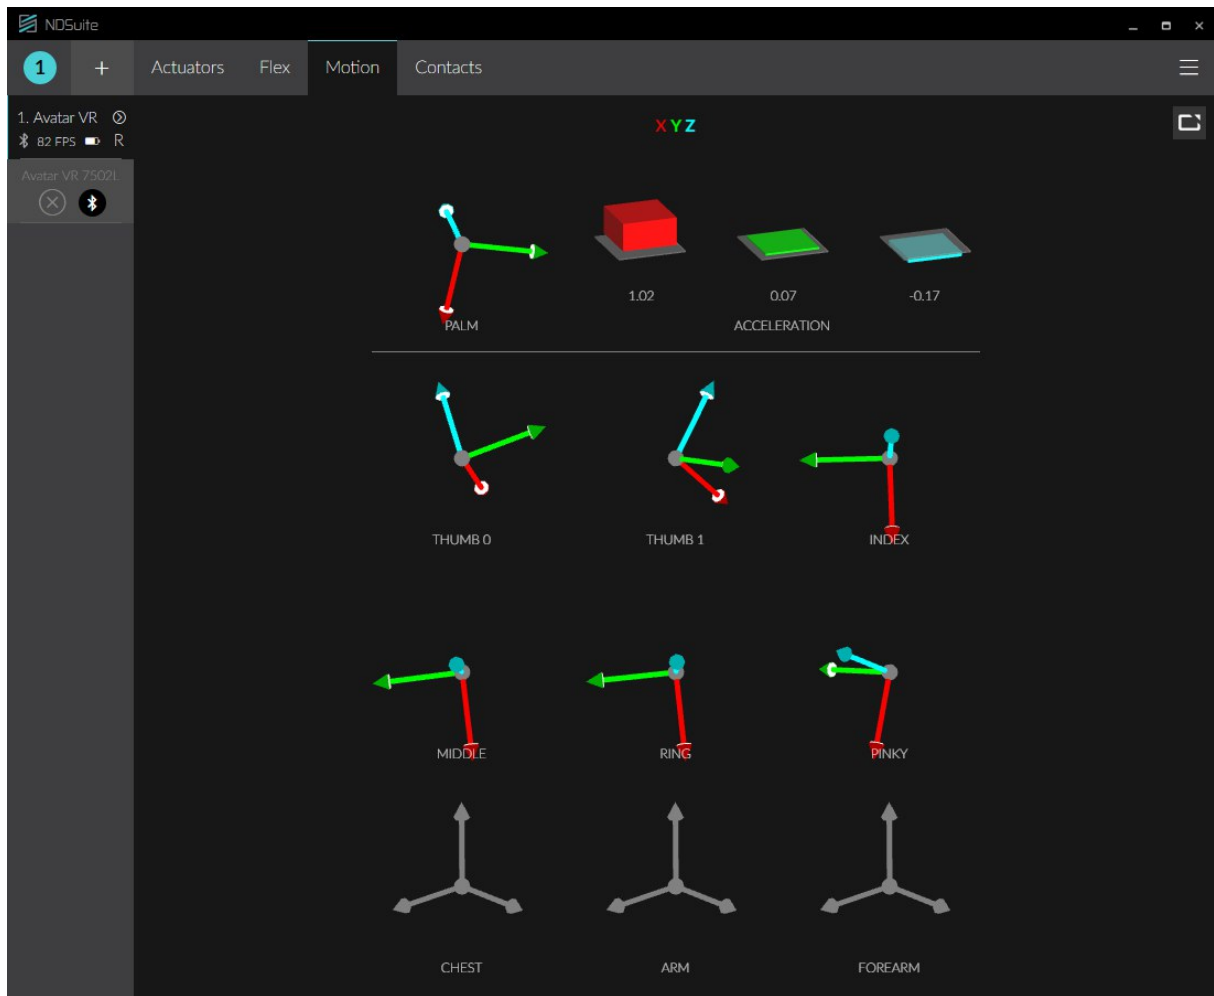 NDSuite
1 + Actuators Flex Motion Contacts
1. Avatar VR
82 FPS R
Avatar VR 7502L
XYZ
1.02 0.07 -0.17
PALM ACCELERATION
THUMB 0 THUMB 1 INDEX
MIDDLE RING PINKY
CHEST ARM FOREARM